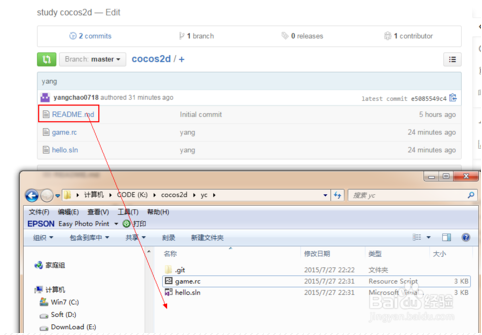 study cocos2d — Edit
2 commits
1 branch
0 releases
1 contributor
Branch: master
cocos2d / +
yang
yangchao0718 authored 31 minutes ago
latest commit e5085549c4
README.md
Initial commit
5 hours ago
game.rc
yang
24 minutes ago
hello.sln
yang
24 minutes ago
计算机 ▸ CODE (K:) ▸ cocos2d ▸ yc ▸
搜索 yc
文件(F) 编辑(E) 查看(V) 工具(T) 帮助(H)
EPSON Easy Photo Print 打印
组织 包含到库中 共享 刻录 新建文件夹
名称 修改日期 类型 大小
家庭组
.git 2015/7/27 22:22 文件夹
game.rc 2015/7/27 22:31 Resource Script 3 KB
计算机
hello.sln 2015/7/27 22:31 Microsoft 3 KB
Win7 (C:)
Soft (D:)
Download (E:)
Baidu 经验
jingyan.baidu.com